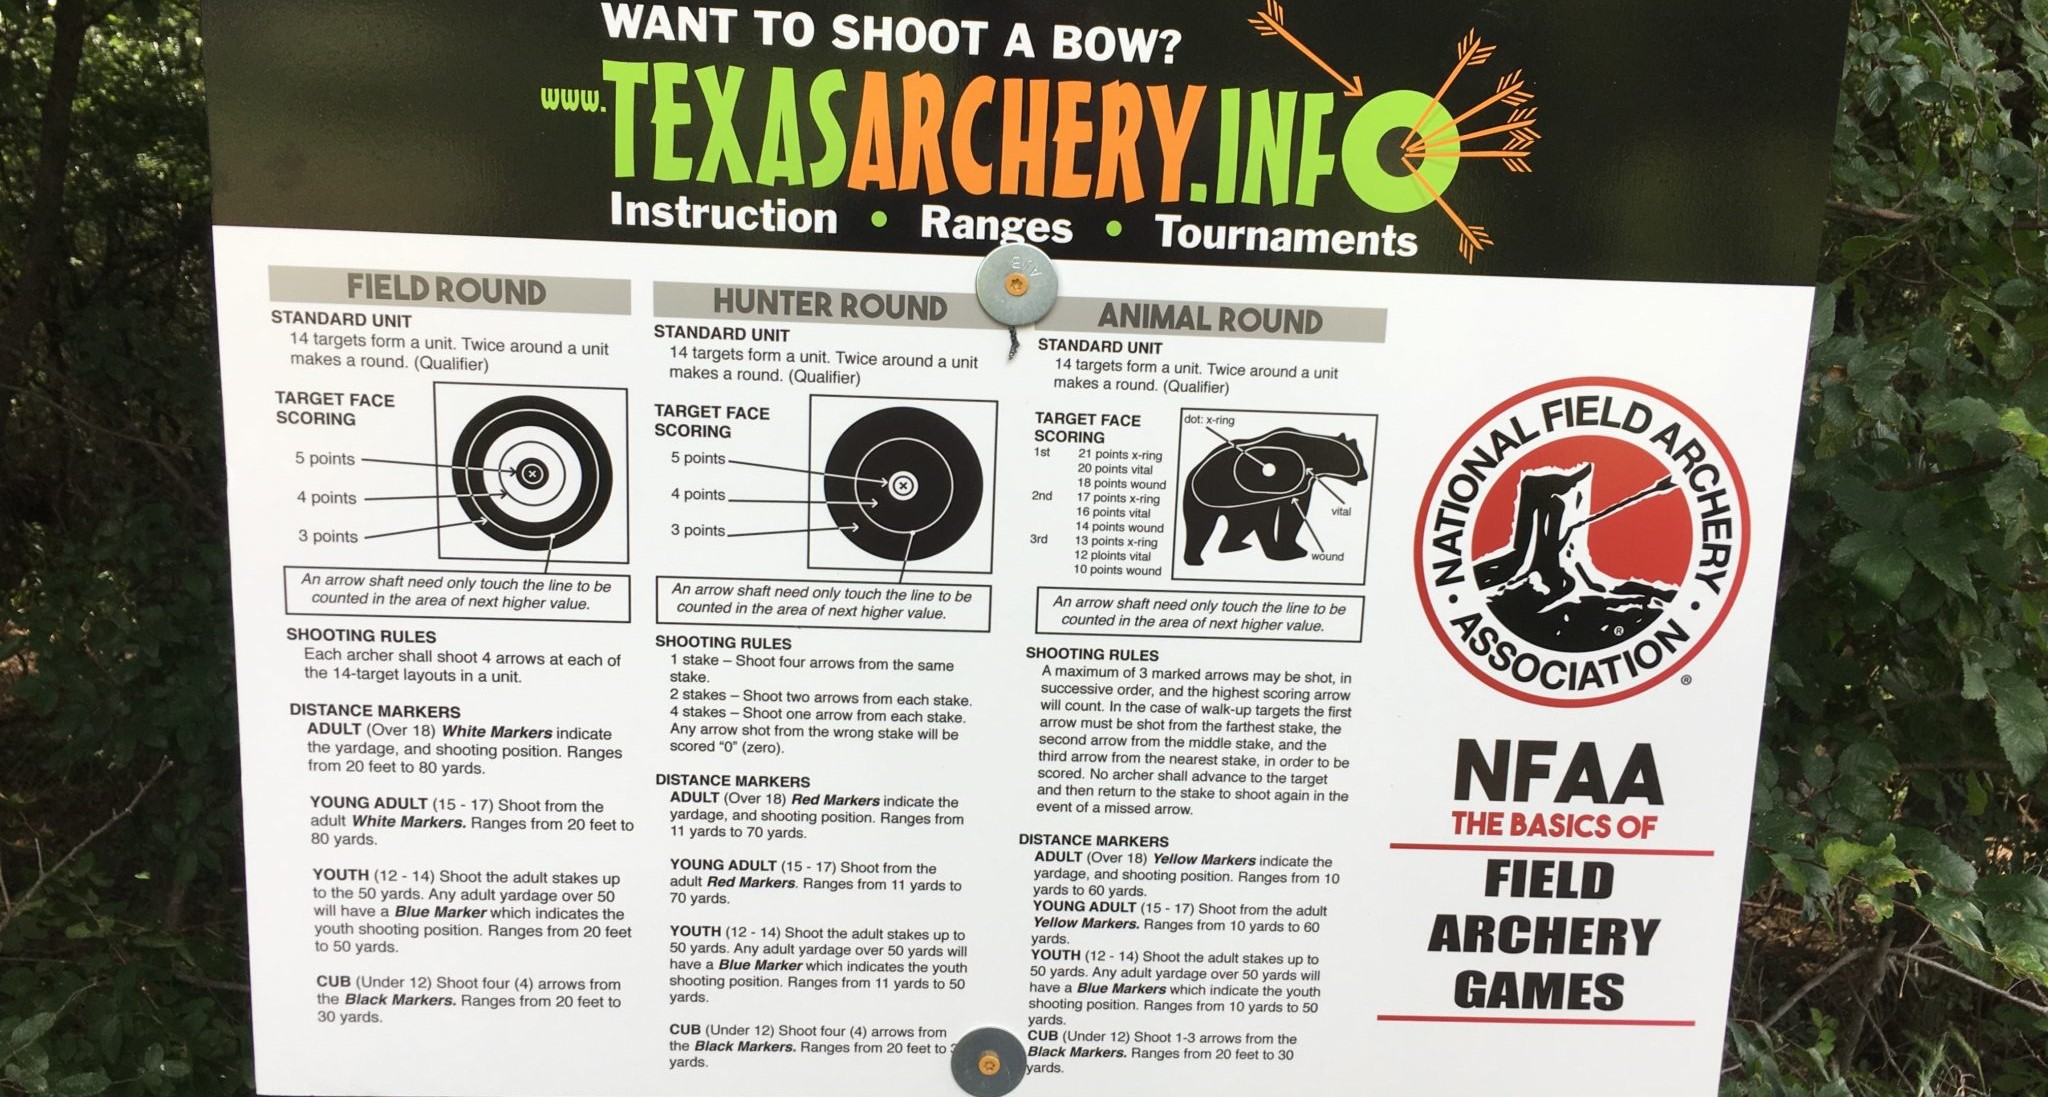 WANT TO SHOOT A BOW?
www.TEXASARCHERY.INFO
Instruction • Ranges • Tournaments
FIELD ROUND
STANDARD UNIT
14 targets form a unit. Twice around a unit
makes a round. (Qualifier)
TARGET FACE
SCORING
5 points
4 points
3 points
An arrow shaft need only touch the line to be
counted in the area of next higher value.
SHOOTING RULES
Each archer shall shoot 4 arrows at each of
the 14-target layouts in a unit.
DISTANCE MARKERS
ADULT (Over 18) White Markers indicate
the yardage, and shooting position. Ranges
from 20 feet to 80 yards.
YOUNG ADULT (15 - 17) Shoot from the
adult White Markers. Ranges from 20 feet to
80 yards.
YOUTH (12 - 14) Shoot the adult stakes up
to the 50 yards. Any adult yardage over 50
will have a Blue Marker which indicates the
youth shooting position. Ranges from 20 feet
to 50 yards.
CUB (Under 12) Shoot four (4) arrows from
the Black Markers. Ranges from 20 feet to
30 yards.
HUNTER ROUND
STANDARD UNIT
14 targets form a unit. Twice around a unit
makes a round. (Qualifier)
TARGET FACE
SCORING
5 points
4 points
3 points
An arrow shaft need only touch the line to be
counted in the area of next higher value.
SHOOTING RULES
1 stake – Shoot four arrows from the same
stake.
2 stakes – Shoot two arrows from each stake.
4 stakes – Shoot one arrow from each stake.
Any arrow shot from the wrong stake will be
scored "0" (zero).
DISTANCE MARKERS
ADULT (Over 18) Red Markers indicate the
yardage, and shooting position. Ranges from
11 yards to 70 yards.
YOUNG ADULT (15 - 17) Shoot from the
adult Red Markers. Ranges from 11 yards to
70 yards.
YOUTH (12 - 14) Shoot the adult stakes up to
50 yards. Any adult yardage over 50 yards will
have a Blue Marker which indicates the youth
shooting position. Ranges from 11 yards to 50
yards.
CUB (Under 12) Shoot four (4) arrows from
the Black Markers. Ranges from 20 feet to
yards.
ANIMAL ROUND
STANDARD UNIT
14 targets form a unit. Twice around a unit
makes a round. (Qualifier)
TARGET FACE
SCORING
1st 21 points x-ring
20 points vital
18 points wound
2nd 17 points x-ring
16 points vital
14 points wound
3rd 13 points x-ring
12 ploints vital
10 points wound
dot: x-ring
vital
wound
An arrow shaft need only touch the line to be
counted in the area of next higher value.
SHOOTING RULES
A maximum of 3 marked arrows may be shot, in
successive order, and the highest scoring arrow
will count. In the case of walk-up targets the first
arrow must be shot from the farthest stake, the
second arrow from the middle stake, and the
third arrow from the nearest stake, in order to be
scored. No archer shall advance to the target
and then return to the stake to shoot again in the
event of a missed arrow.
DISTANCE MARKERS
ADULT (Over 18) Yellow Markers indicate the
yardage, and shooting position. Ranges from 10
yards to 60 yards.
YOUNG ADULT (15 - 17) Shoot from the adult
Yellow Markers. Ranges from 10 yards to 60
yards.
YOUTH (12 - 14) Shoot the adult stakes up to
50 yards. Any adult yardage over 50 yards will
have a Blue Markers which indicate the youth
shooting position. Ranges from 10 yards to 50
yards.
CUB (Under 12) Shoot 1-3 arrows from the
Black Markers. Ranges from 20 feet to 30
yards.
NATIONAL FIELD ARCHERY
• ASSOCIATION •
®
®
NFAA
THE BASICS OF
FIELD
ARCHERY
GAMES